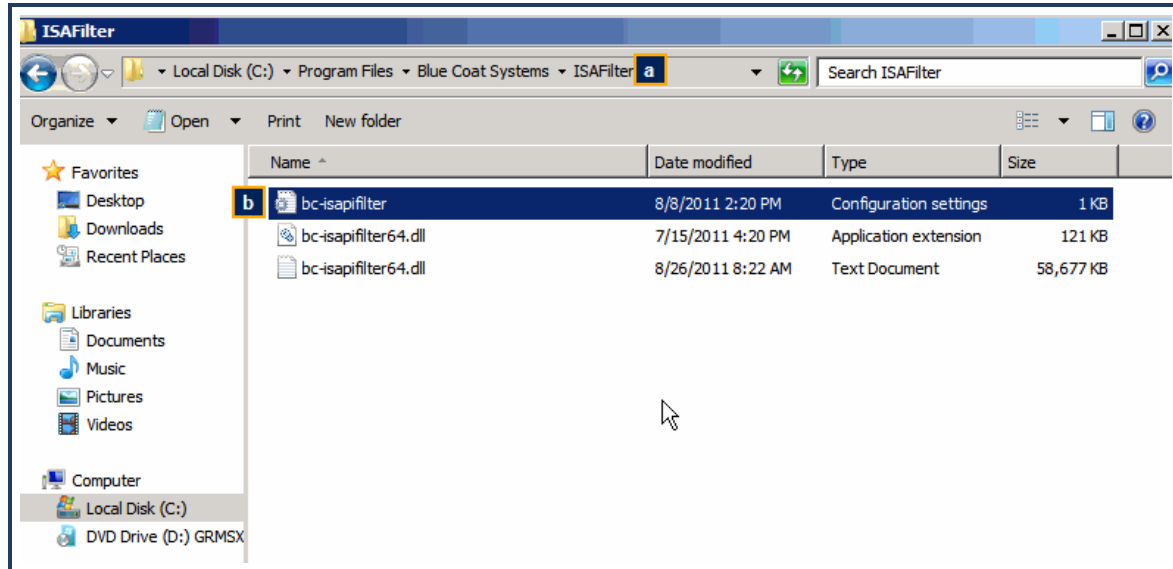 ISAFilter
Local Disk (C:) Program Files Blue Coat Systems ISAFilter a Search ISAFilter
Organize Open Print New folder
Name Date modified Type Size
Favorites
Desktop
Downloads
Recent Places
Libraries
Documents
Music
Pictures
Videos
Computer
Local Disk (C:)
DVD Drive (D:) GRMSX
b bc-isapifilter 8/8/2011 2:20 PM Configuration settings 1 KB
bc-isapifilter64.dll 7/15/2011 4:20 PM Application extension 121 KB
bc-isapifilter64.dll 8/26/2011 8:22 AM Text Document 58,677 KB